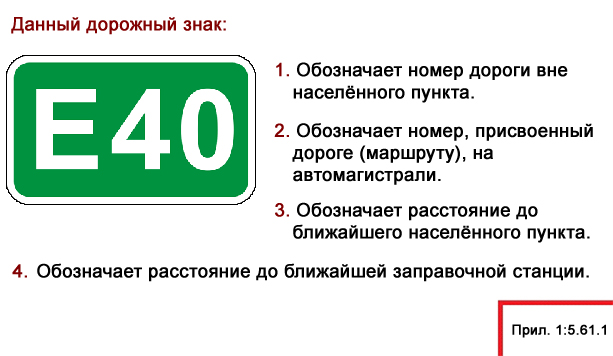 Данный дорожный знак:
E40
1. Обозначает номер дороги вне
населённого пункта.
2. Обозначает номер, присвоенный
дороге (маршруту), на
автомагистрали.
3. Обозначает расстояние до
ближайшего населённого пункта.
4. Обозначает расстояние до ближайшей заправочной станции.
Прил. 1:5.61.1